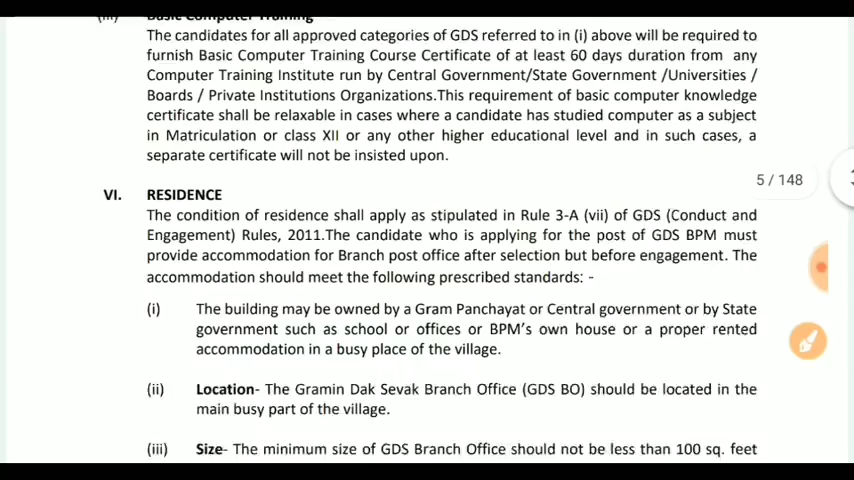 (iii) Basic Computer Training
The candidates for all approved categories of GDS referred to in (i) above will be required to
furnish Basic Computer Training Course Certificate of at least 60 days duration from any
Computer Training Institute run by Central Government/State Government /Universities /
Boards / Private Institutions Organizations.This requirement of basic computer knowledge
certificate shall be relaxable in cases where a candidate has studied computer as a subject
in Matriculation or class XII or any other higher educational level and in such cases, a
separate certificate will not be insisted upon.
5 / 148
VI. RESIDENCE
The condition of residence shall apply as stipulated in Rule 3-A (vii) of GDS (Conduct and
Engagement) Rules, 2011.The candidate who is applying for the post of GDS BPM must
provide accommodation for Branch post office after selection but before engagement. The
accommodation should meet the following prescribed standards: -
(i) The building may be owned by a Gram Panchayat or Central government or by State
government such as school or offices or BPM's own house or a proper rented
accommodation in a busy place of the village.
(ii) Location- The Gramin Dak Sevak Branch Office (GDS BO) should be located in the
main busy part of the village.
(iii) Size- The minimum size of GDS Branch Office should not be less than 100 sq. feet